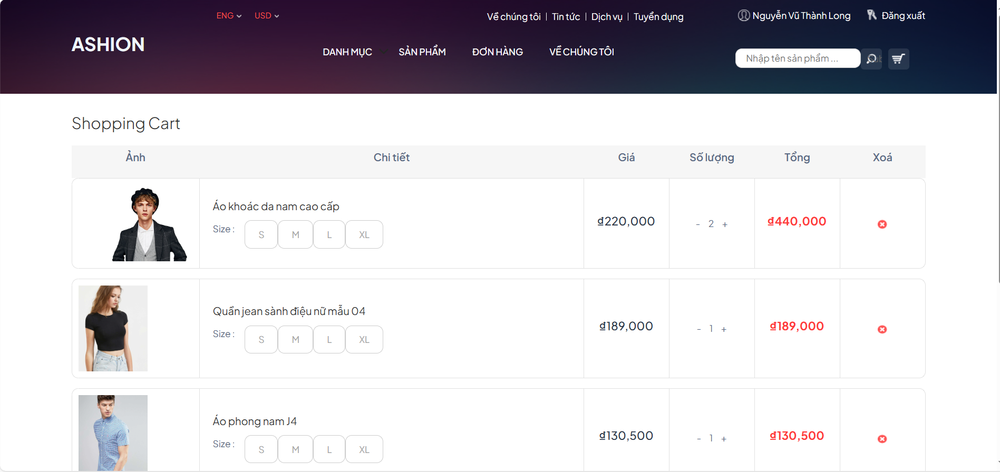 ENG USD Về chúng tôi Tin tức Dịch vụ Tuyển dụng Nguyễn Vũ Thành Long Đăng xuất
ASHION DANH MỤC SẢN PHẨM ĐƠN HÀNG VỀ CHÚNG TÔI
Nhập tên sản phẩm ...
Shopping Cart
Ảnh Chi tiết Giá Số lượng Tổng Xoá
Áo khoác da nam cao cấp
Size : S M L XL
₫220,000 - 2 + ₫440,000
Quần jean sành điệu nữ mẫu 04
Size : S M L XL
₫189,000 - 1 + ₫189,000
Áo phong nam J4
Size : S M L XL
₫130,500 - 1 + ₫130,500